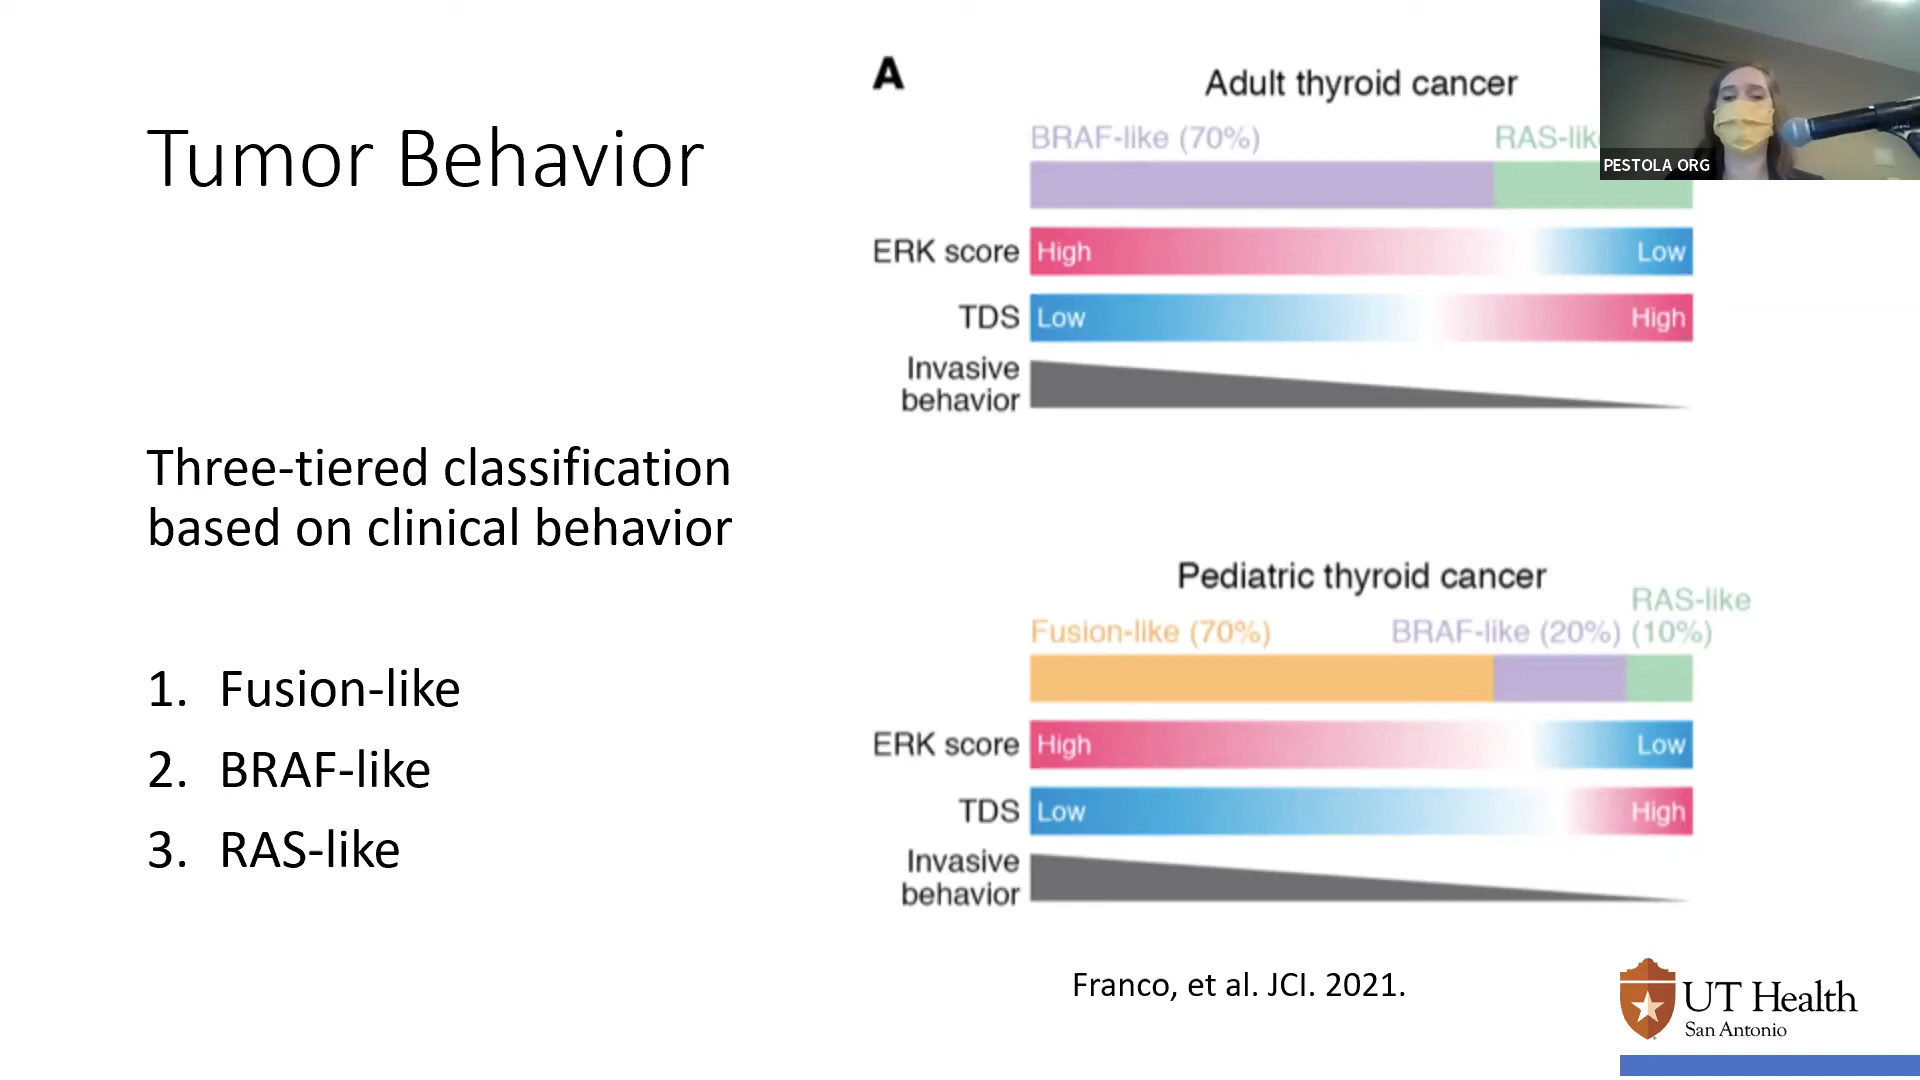 Tumor Behavior
Three-tiered classification
based on clinical behavior
1. Fusion-like
2. BRAF-like
3. RAS-like
A
Adult thyroid cancer
BRAF-like (70%)
ERK score High Low
TDS Low High
Invasive
behavior
Pediatric thyroid cancer
RAS-like
Fusion-like (70%) BRAF-like (20%) (10%)
ERK score High Low
TDS Low High
Invasive
behavior
Franco, et al. JCI. 2021.
PESTOLA ORG
UT Health
San Antonio